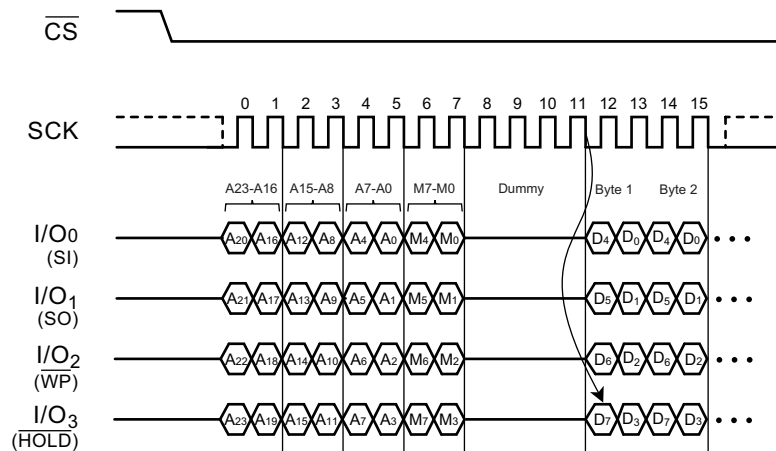 CS
0 1 2 3 4 5 6 7 8 9 10 11 12 13 14 15
SCK
A23-A16 A15-A8 A7-A0 M7-M0 Dummy Byte 1 Byte 2
I/O0 A20 A16 A12 A8 A4 A0 M4 M0 D4 D0 D4 D0
(SI)
I/O1 A21 A17 A13 A9 A5 A1 M5 M1 D5 D1 D5 D1
(SO)
I/O2 A22 A18 A14 A10 A6 A2 M6 M2 D6 D2 D6 D2
(WP)
I/O3 A23 A19 A15 A11 A7 A3 M7 M3 D7 D3 D7 D3
(HOLD)